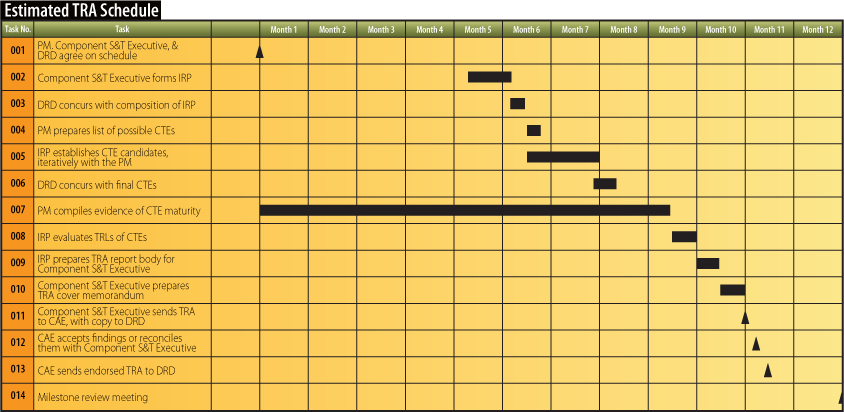 Estimated TRA Schedule
Task No. Task Month 1 Month 2 Month 3 Month 4 Month 5 Month 6 Month 7 Month 8 Month 9 Month 10 Month 11 Month 12
001 PM. Component S&T Executive, &
DRD agree on schedule
002 Component S&T Executive forms IRP
003 DRD concurs with composition of IRP
004 PM prepares list of possible CTEs
005 IRP establishes CTE candidates,
iteratively with the PM
006 DRD concurs with final CTEs
007 PM compiles evidence of CTE maturity
008 IRP evaluates TRLs of CTEs
009 IRP prepares TRA report body for
Component S&T Executive
010 Component S&T Executive prepares
TRA cover memorandum
011 Component S&T Executive sends TRA
to CAE, with copy to DRD
012 CAE accepts findings or reconciles
them with Component S&T Executive
013 CAE sends endorsed TRA to DRD
014 Milestone review meeting